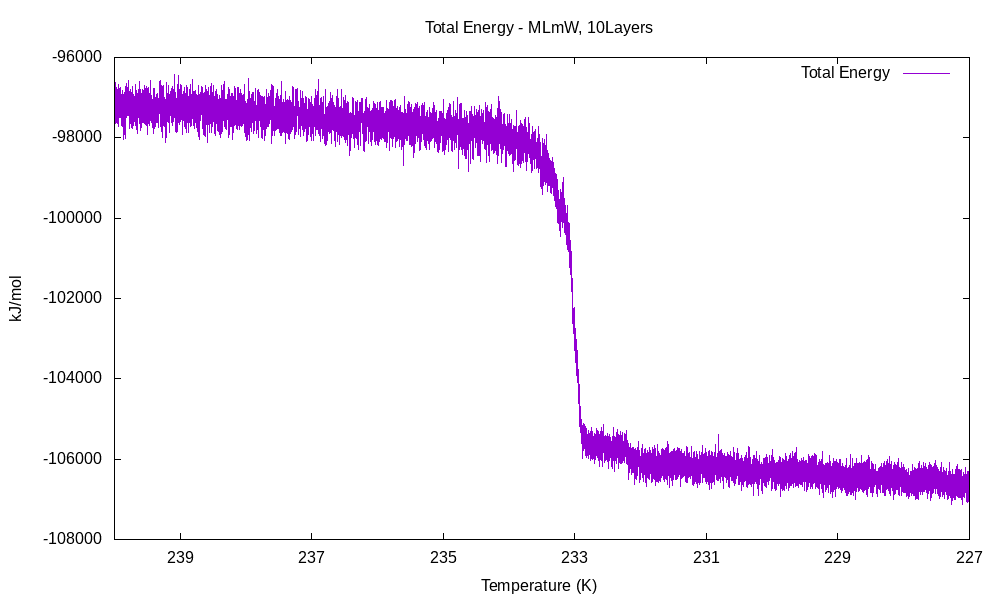 Total Energy - MLmW, 10Layers
Total Energy
-96000
-98000
-100000
-102000
-104000
-106000
-108000
kJ/mol
239 237 235 233 231 229 227
Temperature (K)